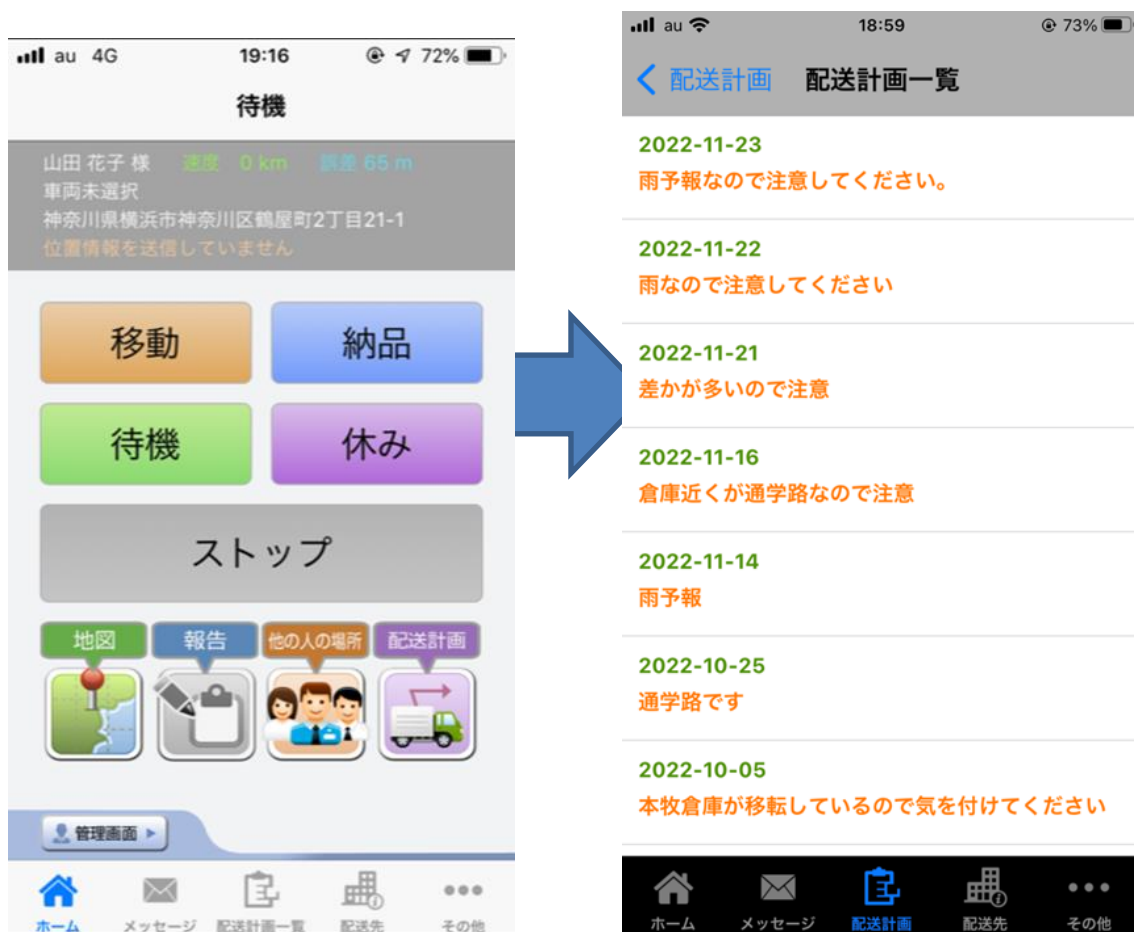 au 4G 19:16 72%
待機
山田 花子 様 速度 0 km 誤差 65 m
車両未選択
神奈川県横浜市神奈川区鶴屋町2丁目21-1
位置情報を送信していません
移動 納品
待機 休み
ストップ
地図 報告 他の人の場所 配送計画
管理画面
ホーム メッセージ 配送計画一覧 配送先 その他
au 18:59 73%
配送計画 配送計画一覧
2022-11-23
雨予報なので注意してください。
2022-11-22
雨なので注意してください
2022-11-21
差かが多いので注意
2022-11-16
倉庫近くが通学路なので注意
2022-11-14
雨予報
2022-10-25
通学路です
2022-10-05
本牧倉庫が移転しているので気を付けてください
ホーム メッセージ 配送計画 配送先 その他